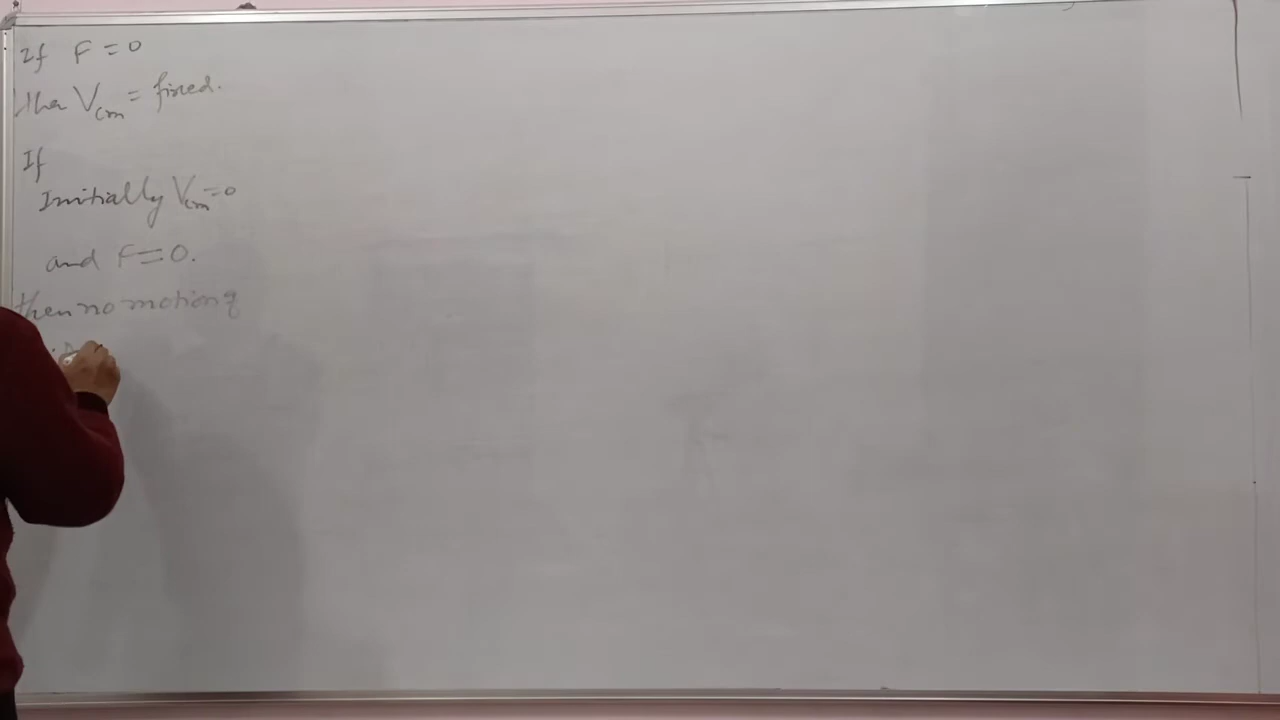 If F = 0
then Vcm = fixed.
If
Initially Vcm = 0
and F = 0.
then no motion of